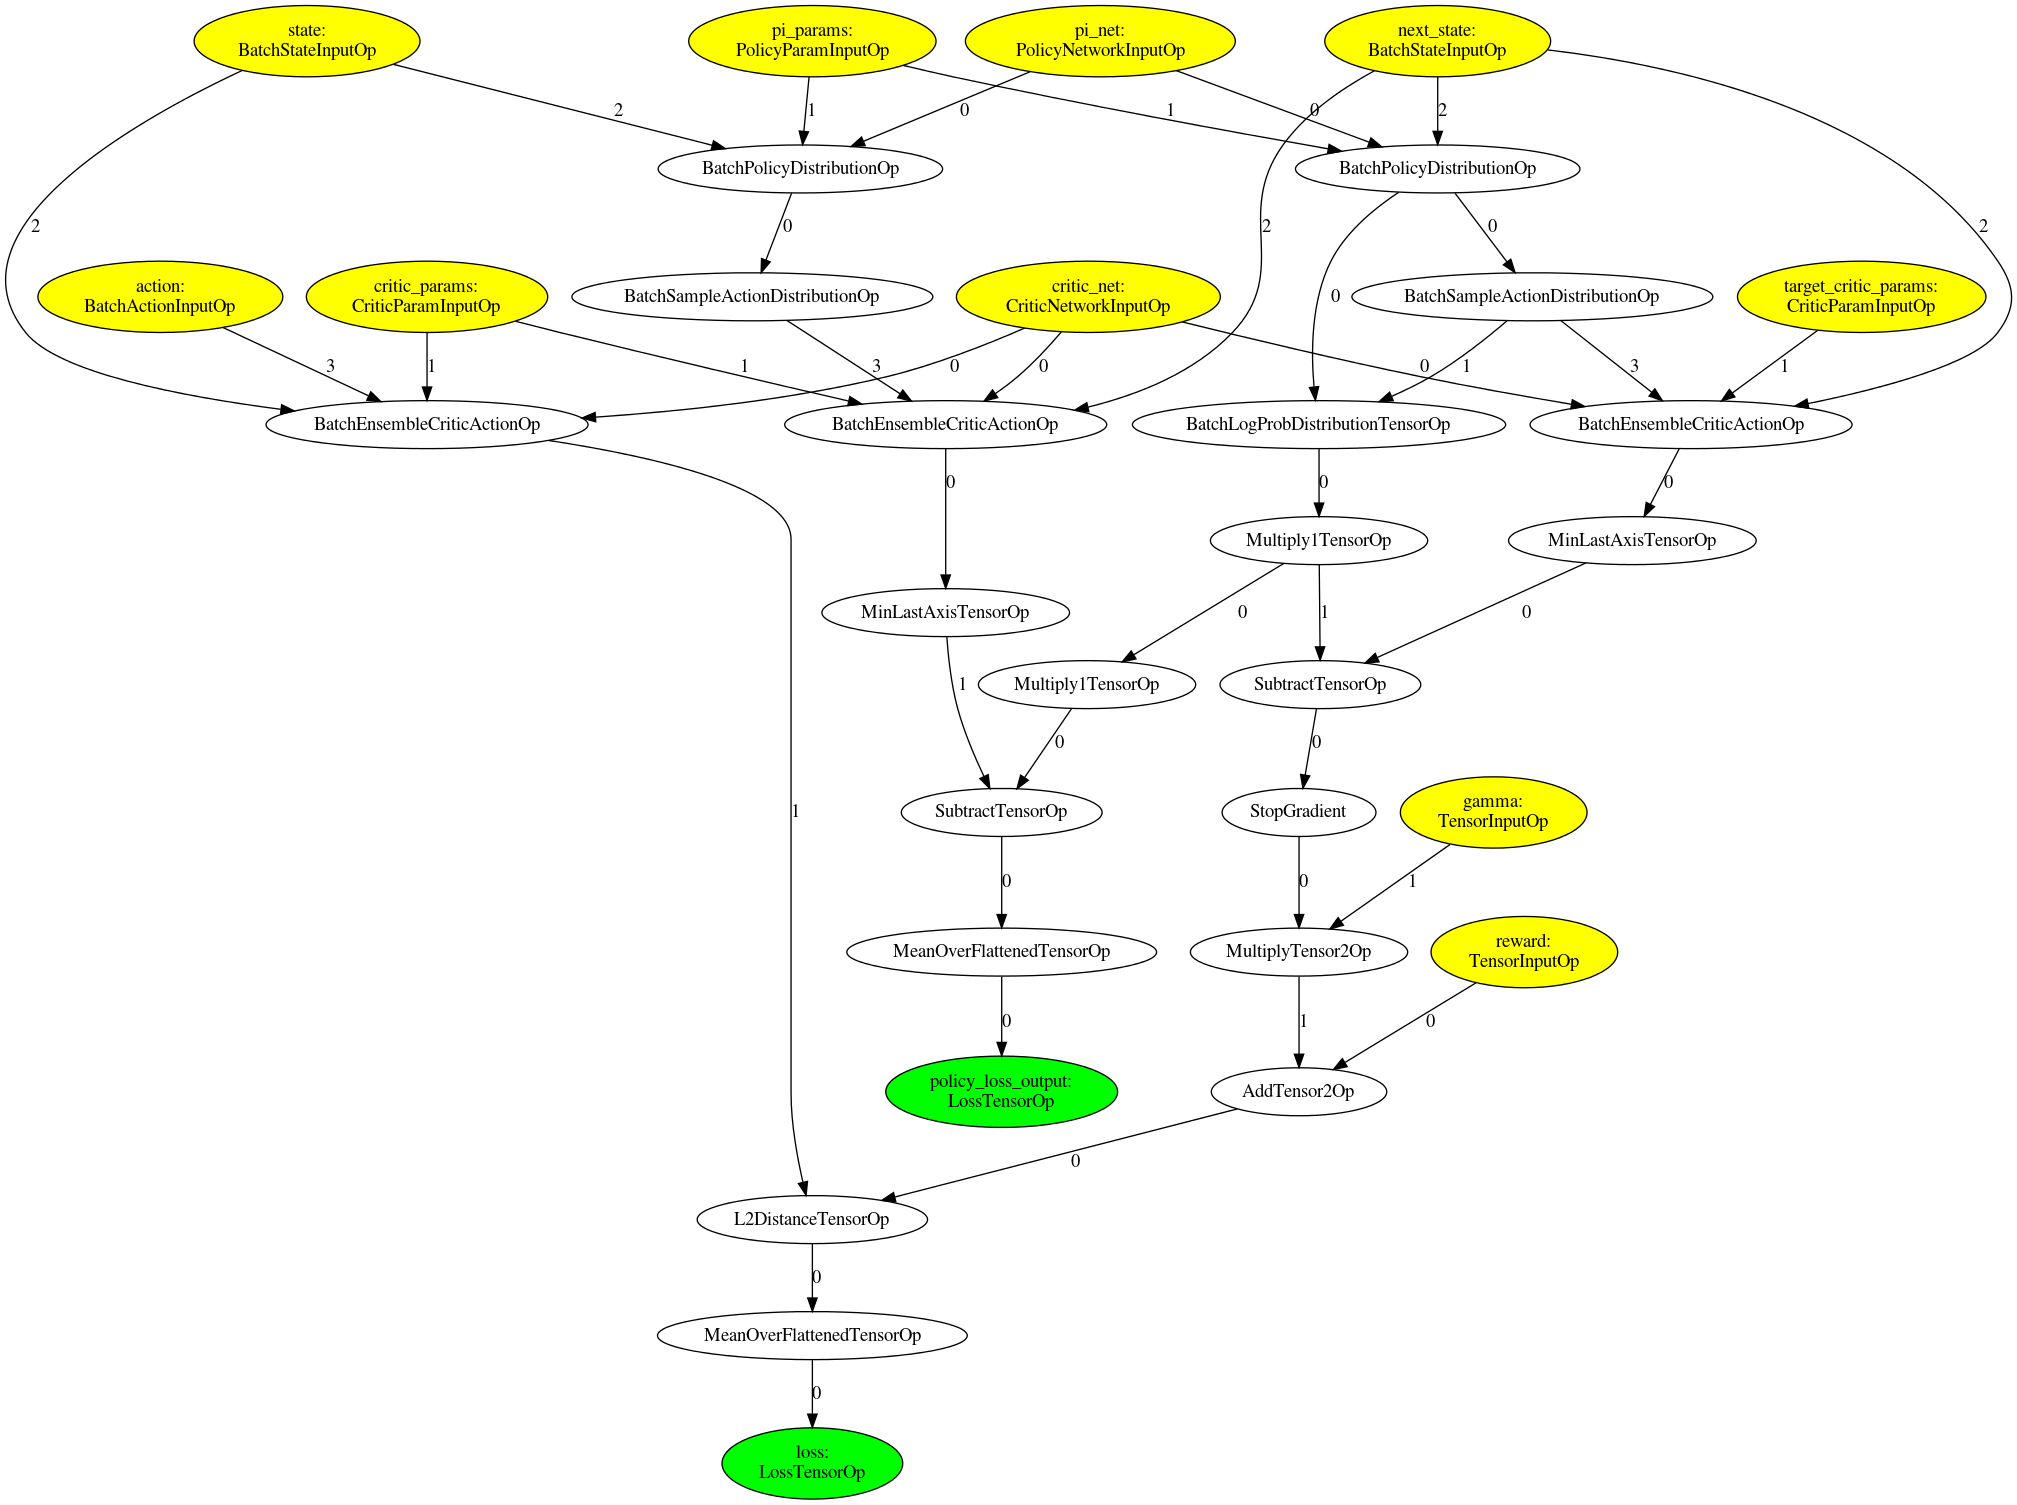 state:
BatchStateInputOp
pi_params:
PolicyParamInputOp
pi_net:
PolicyNetworkInputOp
next_state:
BatchStateInputOp
2
1
0
1
0
2
BatchPolicyDistributionOp
BatchPolicyDistributionOp
2
0
2
0
2
action:
BatchActionInputOp
critic_params:
CriticParamInputOp
BatchSampleActionDistributionOp
critic_net:
CriticNetworkInputOp
0
BatchSampleActionDistributionOp
target_critic_params:
CriticParamInputOp
3
1
1
3
0
0
0
1
3
1
BatchEnsembleCriticActionOp
BatchEnsembleCriticActionOp
BatchLogProbDistributionTensorOp
BatchEnsembleCriticActionOp
0
0
0
Multiply1TensorOp
MinLastAxisTensorOp
MinLastAxisTensorOp
0
1
0
1
Multiply1TensorOp
SubtractTensorOp
0
0
1
SubtractTensorOp
StopGradient
gamma:
TensorInputOp
0
0
1
MeanOverFlattenedTensorOp
MultiplyTensor2Op
reward:
TensorInputOp
0
1
0
policy_loss_output:
LossTensorOp
AddTensor2Op
0
L2DistanceTensorOp
0
MeanOverFlattenedTensorOp
0
loss:
LossTensorOp